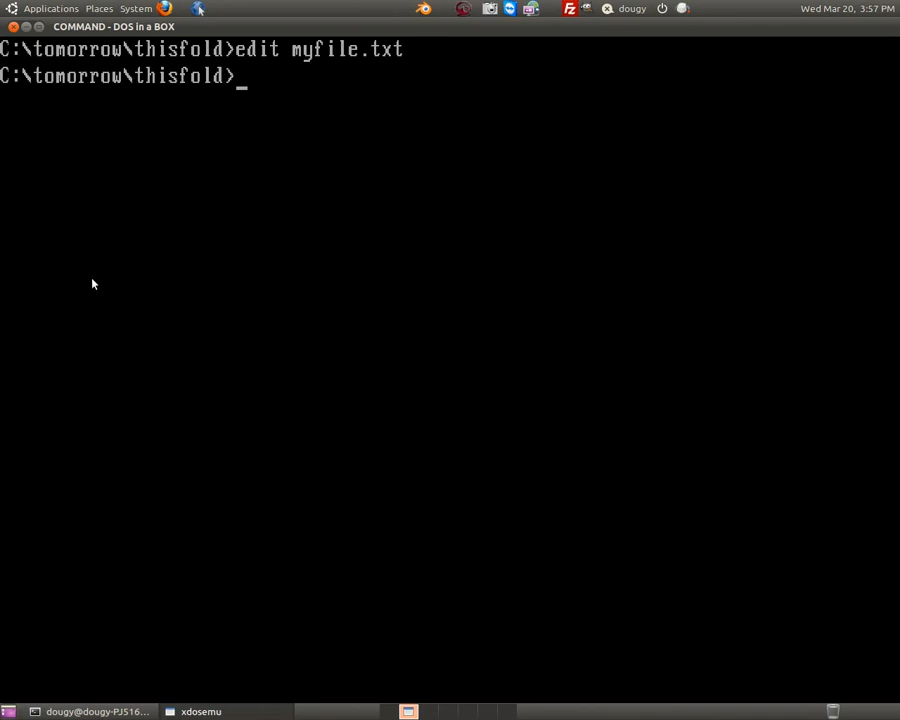 Applications Places System dougy Wed Mar 20, 3:57 PM
COMMAND - DOS in a BOX
C:\tomorrow\thisfold>edit myfile.txt
C:\tomorrow\thisfold>_
dougy@dougy-PJS16... xdosemu